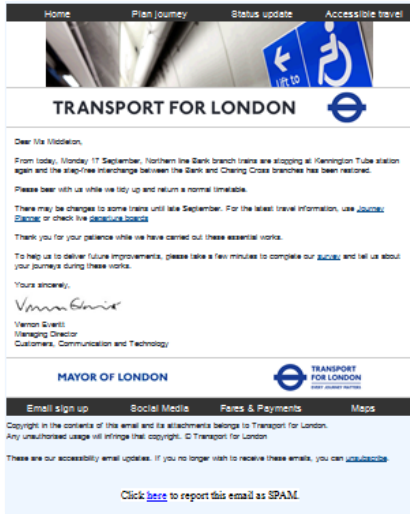 Home Plan journey Status update Accessible travel
lift to
TRANSPORT FOR LONDON
Dear Ms Middleton,
From today, Monday 17 September, Northern line Bank branch trains are stopping at Kennington Tube station
again and the step-free interchange between the Bank and Charing Cross branches has been restored.
Please bear with us while we tidy up and return a normal timetable.
There may be changes to some trains until late September. For the latest travel information, use Journey
Planner or check live departure boards
Thank you for your patience while we have carried out these essential works.
To help us to deliver future improvements, please take a few minutes to complete our survey and tell us about
your journeys during these works.
Yours sincerely,
Vernon Everitt
Vernon Everitt
Managing Director
Customers, Communication and Technology
MAYOR OF LONDON
TRANSPORT
FOR LONDON
EVERY JOURNEY MATTERS
Email sign up Social Media Fares & Payments Maps
Copyright in the contents of this email and its attachments belongs to Transport for London.
Any unauthorised usage will infringe that copyright. © Transport for London
These are our accessibility email updates. If you no longer wish to receive these emails, you can unsubscribe.
Click here to report this email as SPAM.